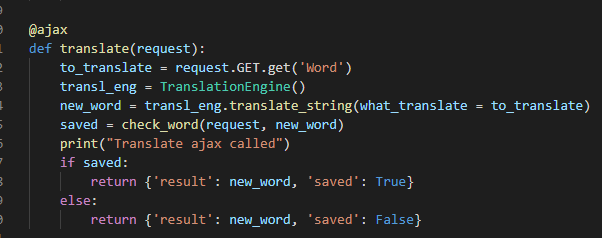 @ajax
def translate(request):
    to_translate = request.GET.get('Word')
    transl_eng = TranslationEngine()
    new_word = transl_eng.translate_string(what_translate = to_translate)
    saved = check_word(request, new_word)
    print("Translate ajax called")
    if saved:
        return {'result': new_word, 'saved': True}
    else:
        return {'result': new_word, 'saved': False}